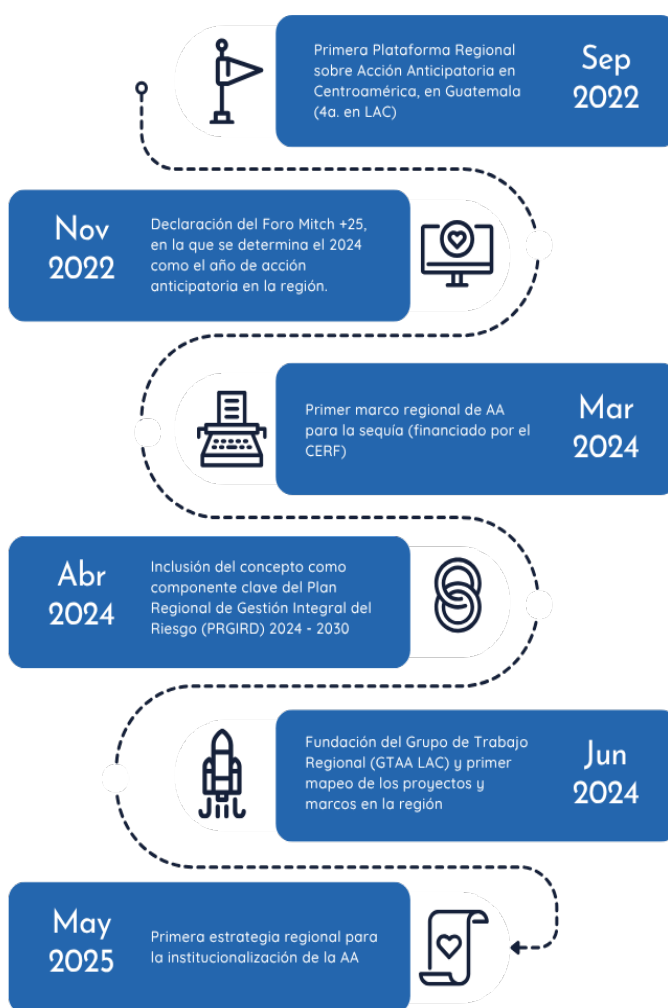 Primera Plataforma Regional
sobre Acción Anticipatoria en
Centroamérica, en Guatemala
(4a. en LAC)
Sep
2022
Nov
2022
Declaración del Foro Mitch +25,
en la que se determina el 2024
como el año de acción
anticipatoria en la región.
Primer marco regional de AA
para la sequía (financiado por el
CERF)
Mar
2024
Abr
2024
Inclusión del concepto como
componente clave del Plan
Regional de Gestión Integral del
Riesgo (PRGIRD) 2024 - 2030
Fundación del Grupo de Trabajo
Regional (GTAA LAC) y primer
mapeo de los proyectos y
marcos en la región
Jun
2024
May
2025
Primera estrategia regional para
la institucionalización de la AA